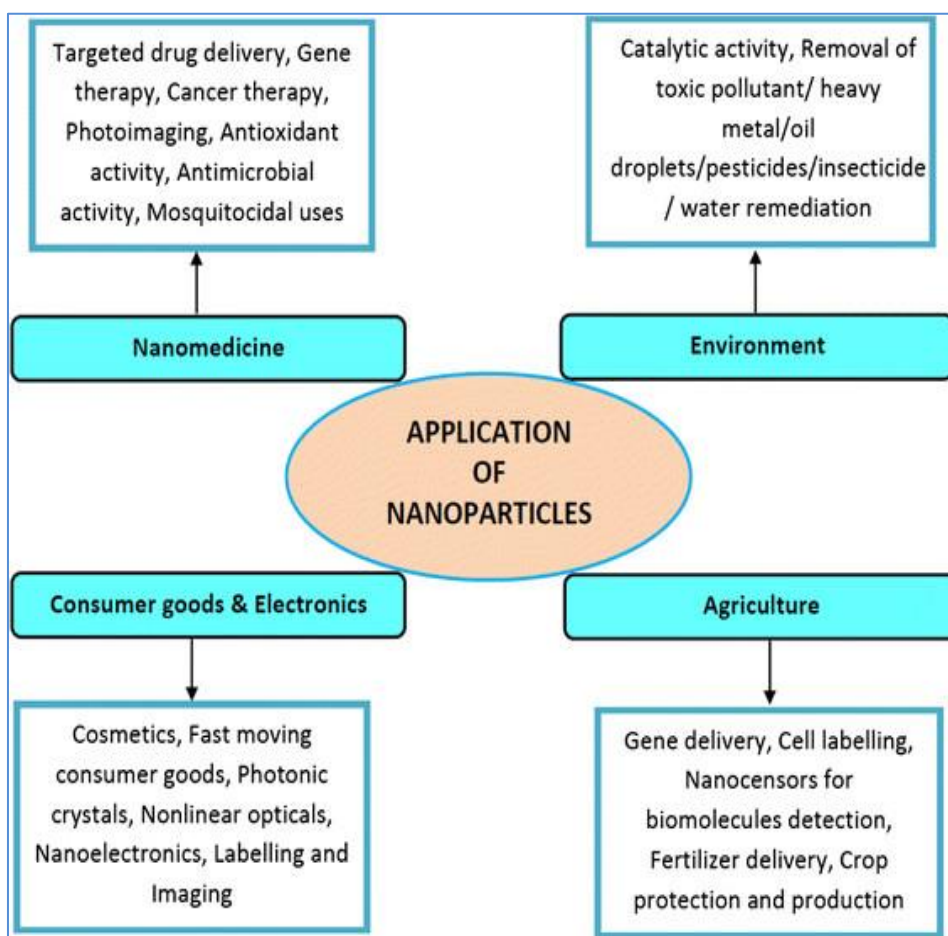 Targeted drug delivery, Gene
therapy, Cancer therapy,
Photoimaging, Antioxidant
activity, Antimicrobial
activity, Mosquitocidal uses
Catalytic activity, Removal of
toxic pollutant/ heavy
metal/oil
droplets/pesticides/insecticide
/ water remediation
Nanomedicine
Environment
APPLICATION
OF
NANOPARTICLES
Consumer goods & Electronics
Agriculture
Cosmetics, Fast moving
consumer goods, Photonic
crystals, Nonlinear opticals,
Nanoelectronics, Labelling and
Imaging
Gene delivery, Cell labelling,
Nanocensors for
biomolecules detection,
Fertilizer delivery, Crop
protection and production